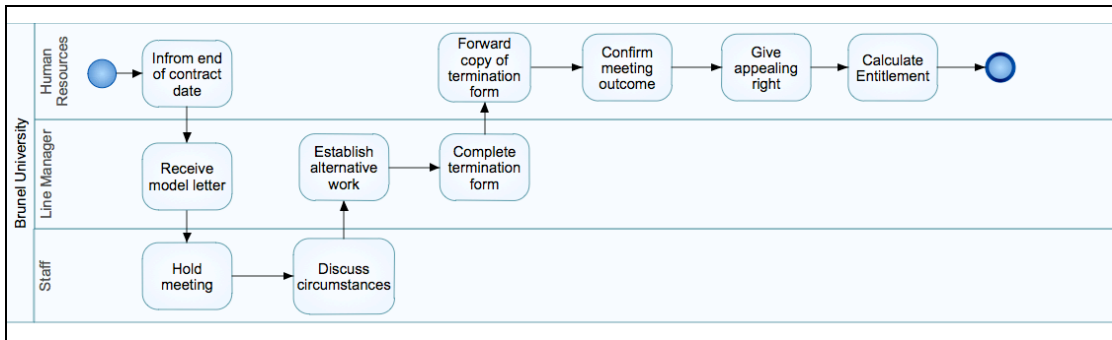 Brunel University
Human
Resources
Infrom end
of contract
date
Forward
copy of
termination
form
Confirm
meeting
outcome
Give
appealing
right
Calculate
Entitlement
Line Manager
Receive
model letter
Establish
alternative
work
Complete
termination
form
Staff
Hold
meeting
Discuss
circumstances